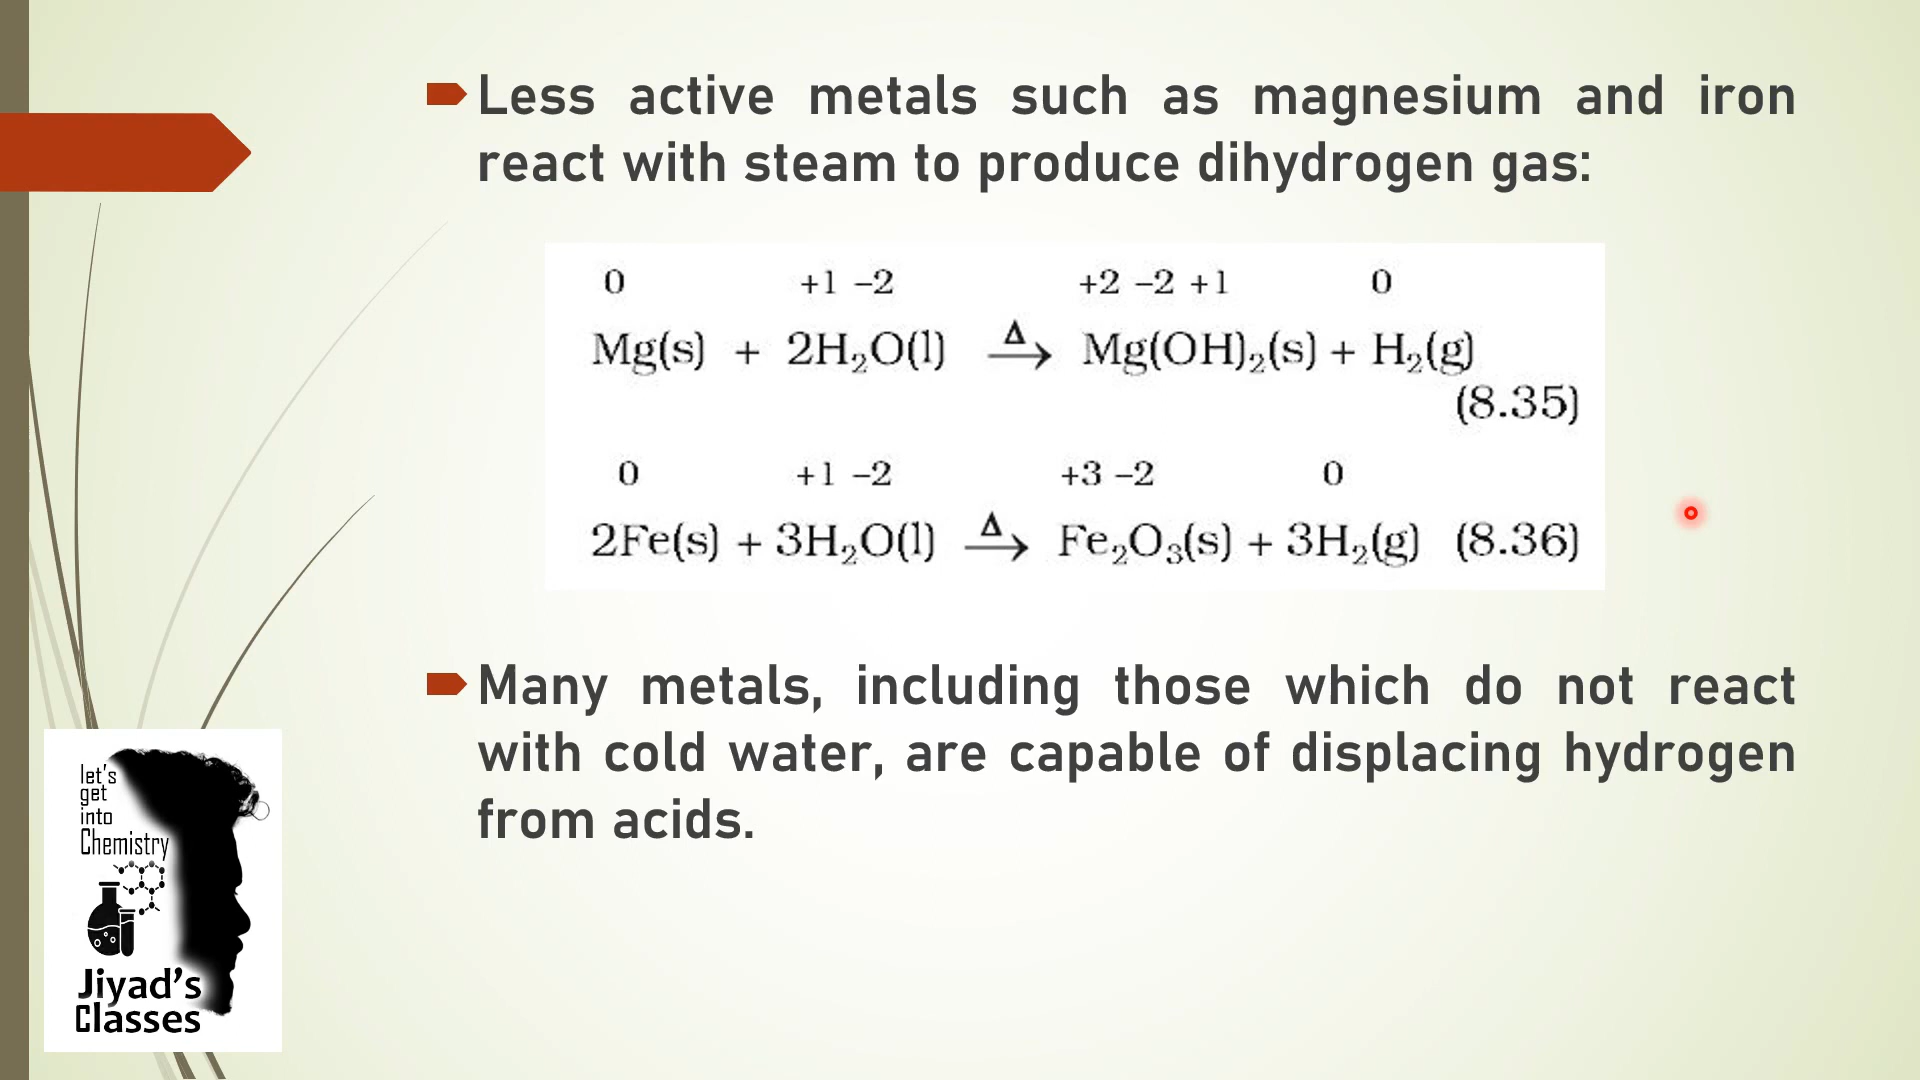 Less active metals such as magnesium and iron
react with steam to produce dihydrogen gas:
0 +1 –2 +2 –2 +1 0
Mg(s) + 2H₂O(l) Δ→ Mg(OH)₂(s) + H₂(g)
(8.35)
0 +1 –2 +3 –2 0
2Fe(s) + 3H₂O(l) Δ→ Fe₂O₃(s) + 3H₂(g) (8.36)
Many metals, including those which do not react
with cold water, are capable of displacing hydrogen
from acids.
let's
get
into
Chemistry
Jiyad's
Classes